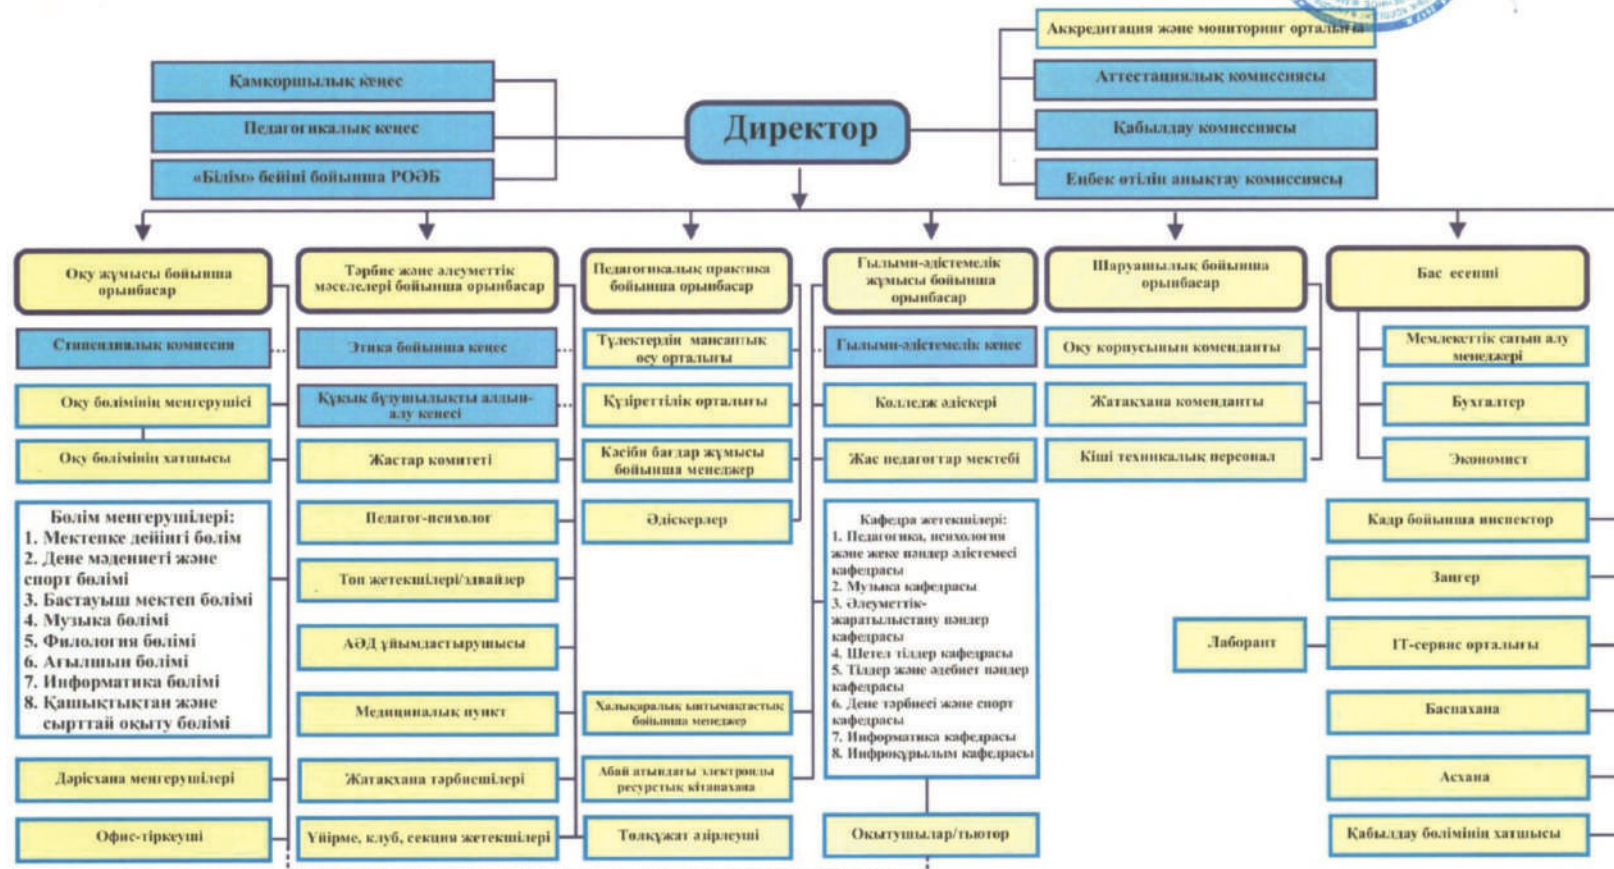 Аккредитация және мониторинг орталығы
Қамқоршылық кеңес
Аттестациялық комиссиясы
Педагогикалық кеңес
Директор
Қабылдау комиссиясы
«Білім» бейіні бойынша РОӘБ
Еңбек өтілін анықтау комиссиясы
Оқу жұмысы бойынша
орынбасар
Стипендиялық комиссия
Оқу бөлімінің меңгерушісі
Оқу бөлімінің хатшысы
Бөлім меңгерушілері:
1. Мектепке дейінгі бөлім
2. Дене мәдениеті және
спорт бөлімі
3. Бастауыш мектеп бөлімі
4. Музыка бөлімі
5. Филология бөлімі
6. Ағылшын бөлімі
7. Информатика бөлімі
8. Қашықтықтан және
сырттай оқыту бөлімі
Дәрісхана меңгерушілері
Офис-тіркеуші
Тәрбие және әлеуметтік
мәселелері бойынша орынбасар
Этика бойынша кеңес
Құқық бұзушылықты алдын-
алу кеңесі
Жастар комитеті
Педагог-психолог
Топ жетекшілері/эдвайзер
АӘД ұйымдастырушысы
Медициналық пункт
Жатақхана тәрбиешілері
Үйірме, клуб, секция жетекшілері
Педагогикалық практика
бойынша орынбасар
Түлектердің мансаптық
өсу орталығы
Құзіреттілік орталығы
Кәсіби бағдар жұмысы
бойынша менеджер
Әдіскерлер
Халықаралық ынтымақтастық
бойынша менеджер
Абай атындағы электронды
ресурстық кітапхана
Төлқұжат әзірлеуші
Ғылыми-әдістемелік
жұмысы бойынша
орынбасар
Ғылыми-әдістемелік кеңес
Колледж әдіскері
Жас педагогтар мектебі
Кафедра жетекшілері:
1. Педагогика, психология
және жеке пәндер әдістемесі
кафедрасы
2. Музыка кафедрасы
3. Әлеуметтік-
жаратылыстану пәндер
кафедрасы
4. Шетел тілдер кафедрасы
5. Тілдер және әдебиет пәндер
кафедрасы
6. Дене тәрбиесі және спорт
кафедрасы
7. Информатика кафедрасы
8. Инфроқұрылым кафедрасы
Оқытушылар/тьютор
Шаруашылық бойынша
орынбасар
Оқу корпусының коменданты
Жатақхана коменданты
Кіші техникалық персонал
Бас есепші
Мемлекеттік сатып алу
менеджері
Бухгалтер
Экономист
Кадр бойынша инспектор
Заңгер
Лаборант
IT-сервис орталығы
Баспахана
Асхана
Қабылдау бөлімінің хатшысы